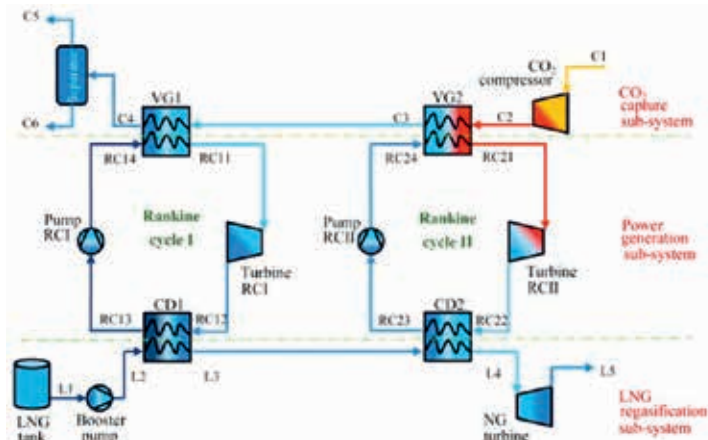 C5
C1
CO₂
compressor
VG1
VG2
CO₂
capture
sub-system
Separator
C6
C4
C3
C2
RC14
RC11
RC24
RC21
Pump
RCI
Rankine
cycle I
Turbine
RCI
Pump
RCII
Rankine
cycle II
Turbine
RCII
Power
generation
sub-system
RC13
CD1
RC12
RC23
CD2
RC22
LNG
tank
L1
Booster
pump
L2
L3
L4
NG
turbine
L5
LNG
regasification
sub-system